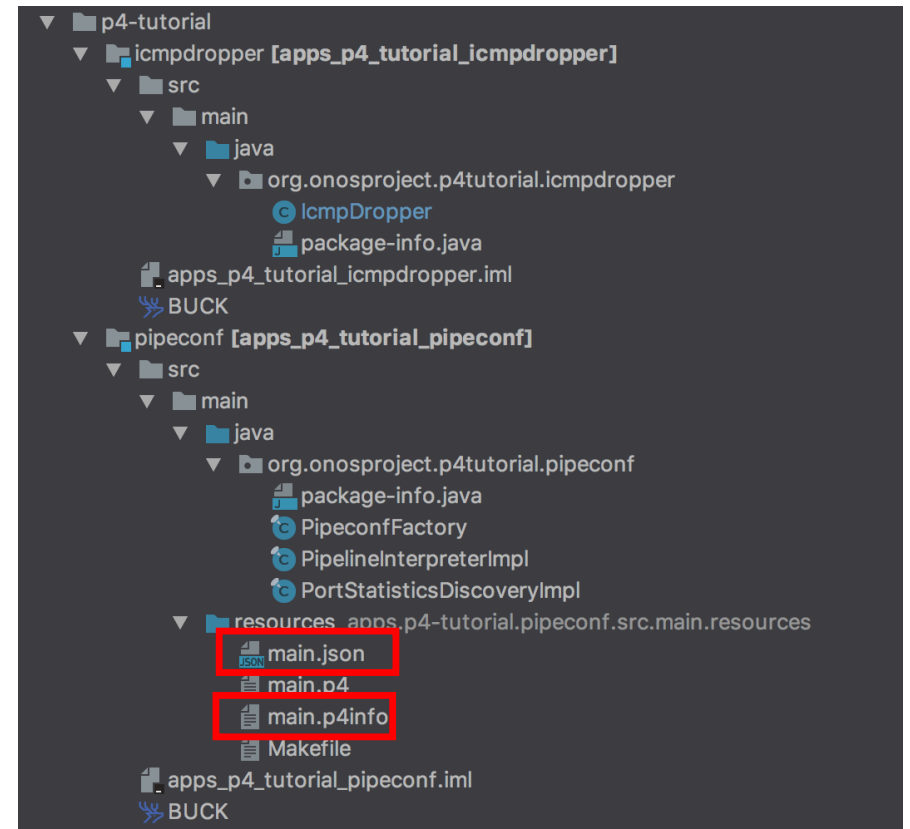 p4-tutorial
icmpdropper [apps_p4_tutorial_icmpdropper]
src
main
java
org.onosproject.p4tutorial.icmpdropper
IcmpDropper
package-info.java
apps_p4_tutorial_icmpdropper.iml
BUCK
pipeconf [apps_p4_tutorial_pipeconf]
src
main
java
org.onosproject.p4tutorial.pipeconf
package-info.java
PipeconfFactory
PipelineInterpreterImpl
PortStatisticsDiscoveryImpl
resources apps.p4-tutorial.pipeconf.src.main.resources
main.json
main.p4
main.p4info
Makefile
apps_p4_tutorial_pipeconf.iml
BUCK